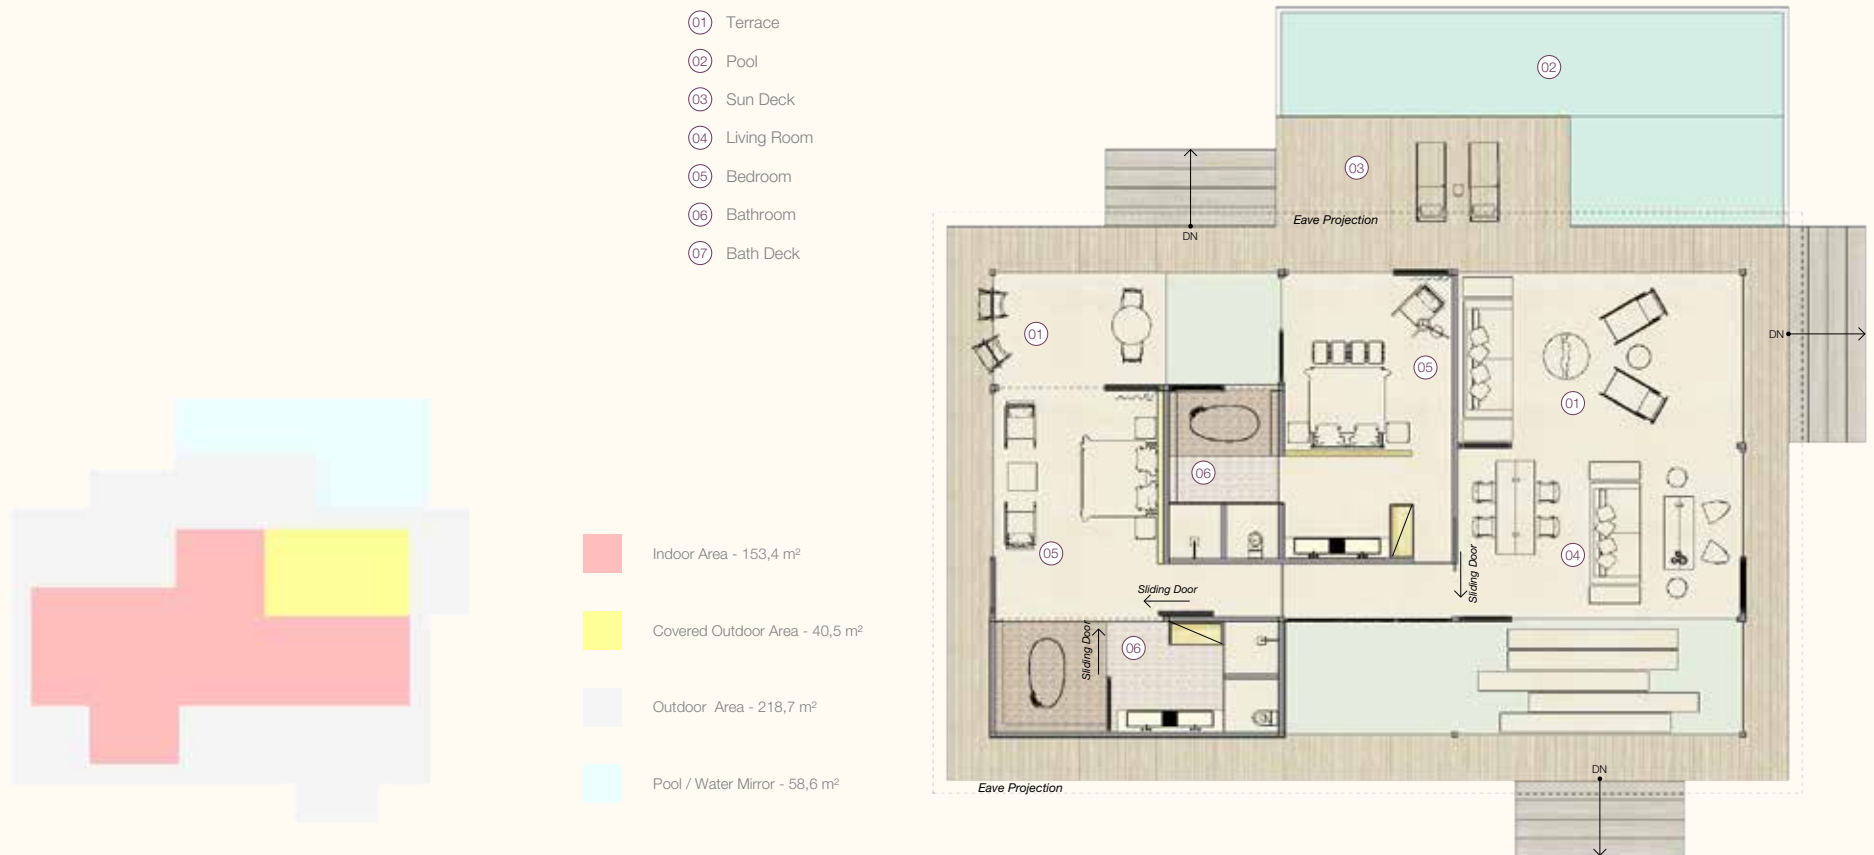 01 Terrace
02 Pool
03 Sun Deck
04 Living Room
05 Bedroom
06 Bathroom
07 Bath Deck
Indoor Area - 153,4 m²
Covered Outdoor Area - 40,5 m²
Outdoor Area - 218,7 m²
Pool / Water Mirror - 58,6 m²
02
03
Eave Projection
DN
01
DN
05
01
06
05
04
Sliding Door
Sliding Door
Sliding Door
06
DN
Eave Projection